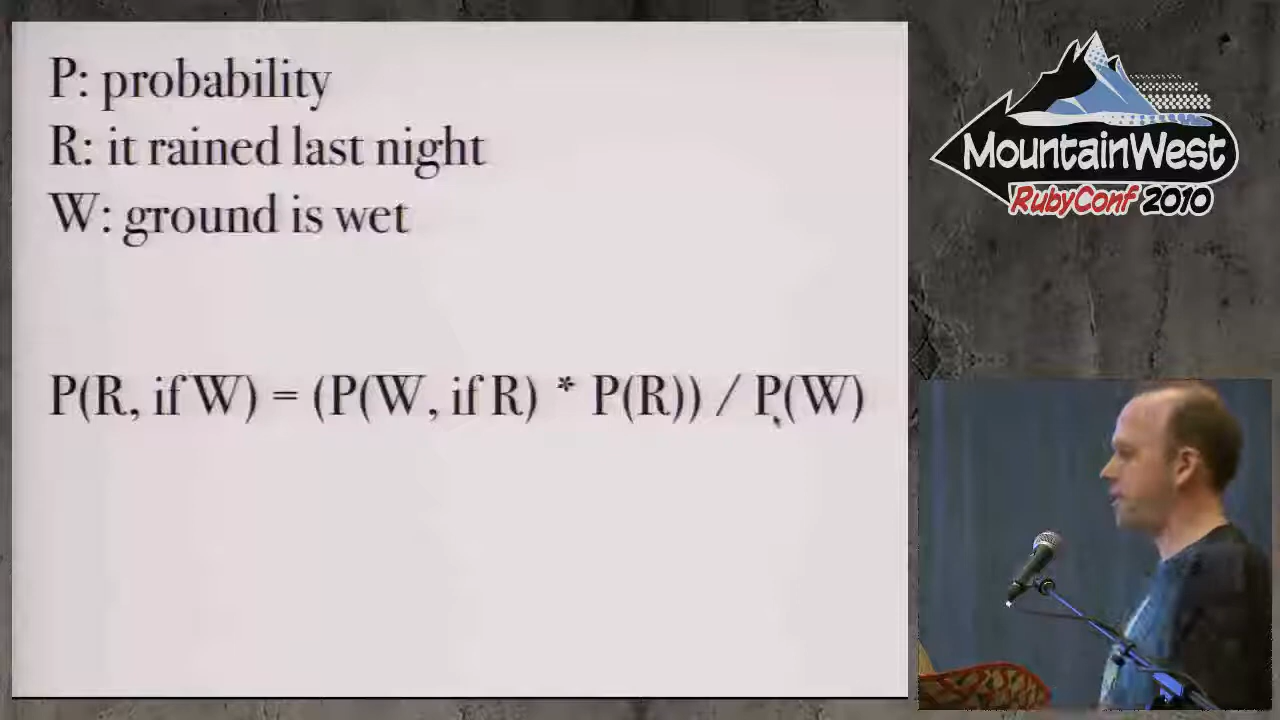 P: probability
R: it rained last night
W: ground is wet
P(R, if W) = (P(W, if R) * P(R)) / P(W)
MountainWest
RubyConf 2010